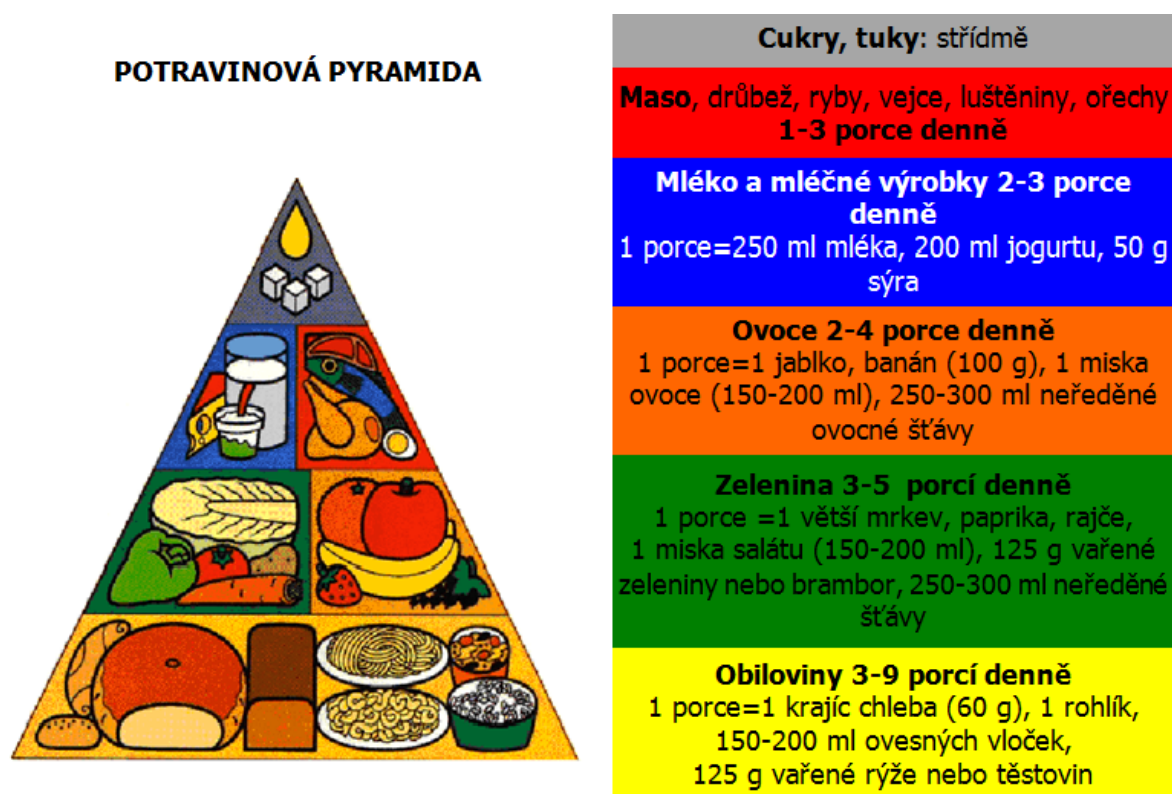 POTRAVINOVÁ PYRAMIDA
Cukry, tuky: střídmě
Maso, drůbež, ryby, vejce, luštěniny, ořechy
1-3 porce denně
Mléko a mléčné výrobky 2-3 porce
denně
1 porce=250 ml mléka, 200 ml jogurtu, 50 g
sýra
Ovoce 2-4 porce denně
1 porce=1 jablko, banán (100 g), 1 miska
ovoce (150-200 ml), 250-300 ml neředěné
ovocné šťávy
Zelenina 3-5 porcí denně
1 porce =1 větší mrkev, paprika, rajče,
1 miska salátu (150-200 ml), 125 g vařené
zeleniny nebo brambor, 250-300 ml neředěné
šťávy
Obiloviny 3-9 porcí denně
1 porce=1 krajíc chleba (60 g), 1 rohlík,
150-200 ml ovesných vloček,
125 g vařené rýže nebo těstovin